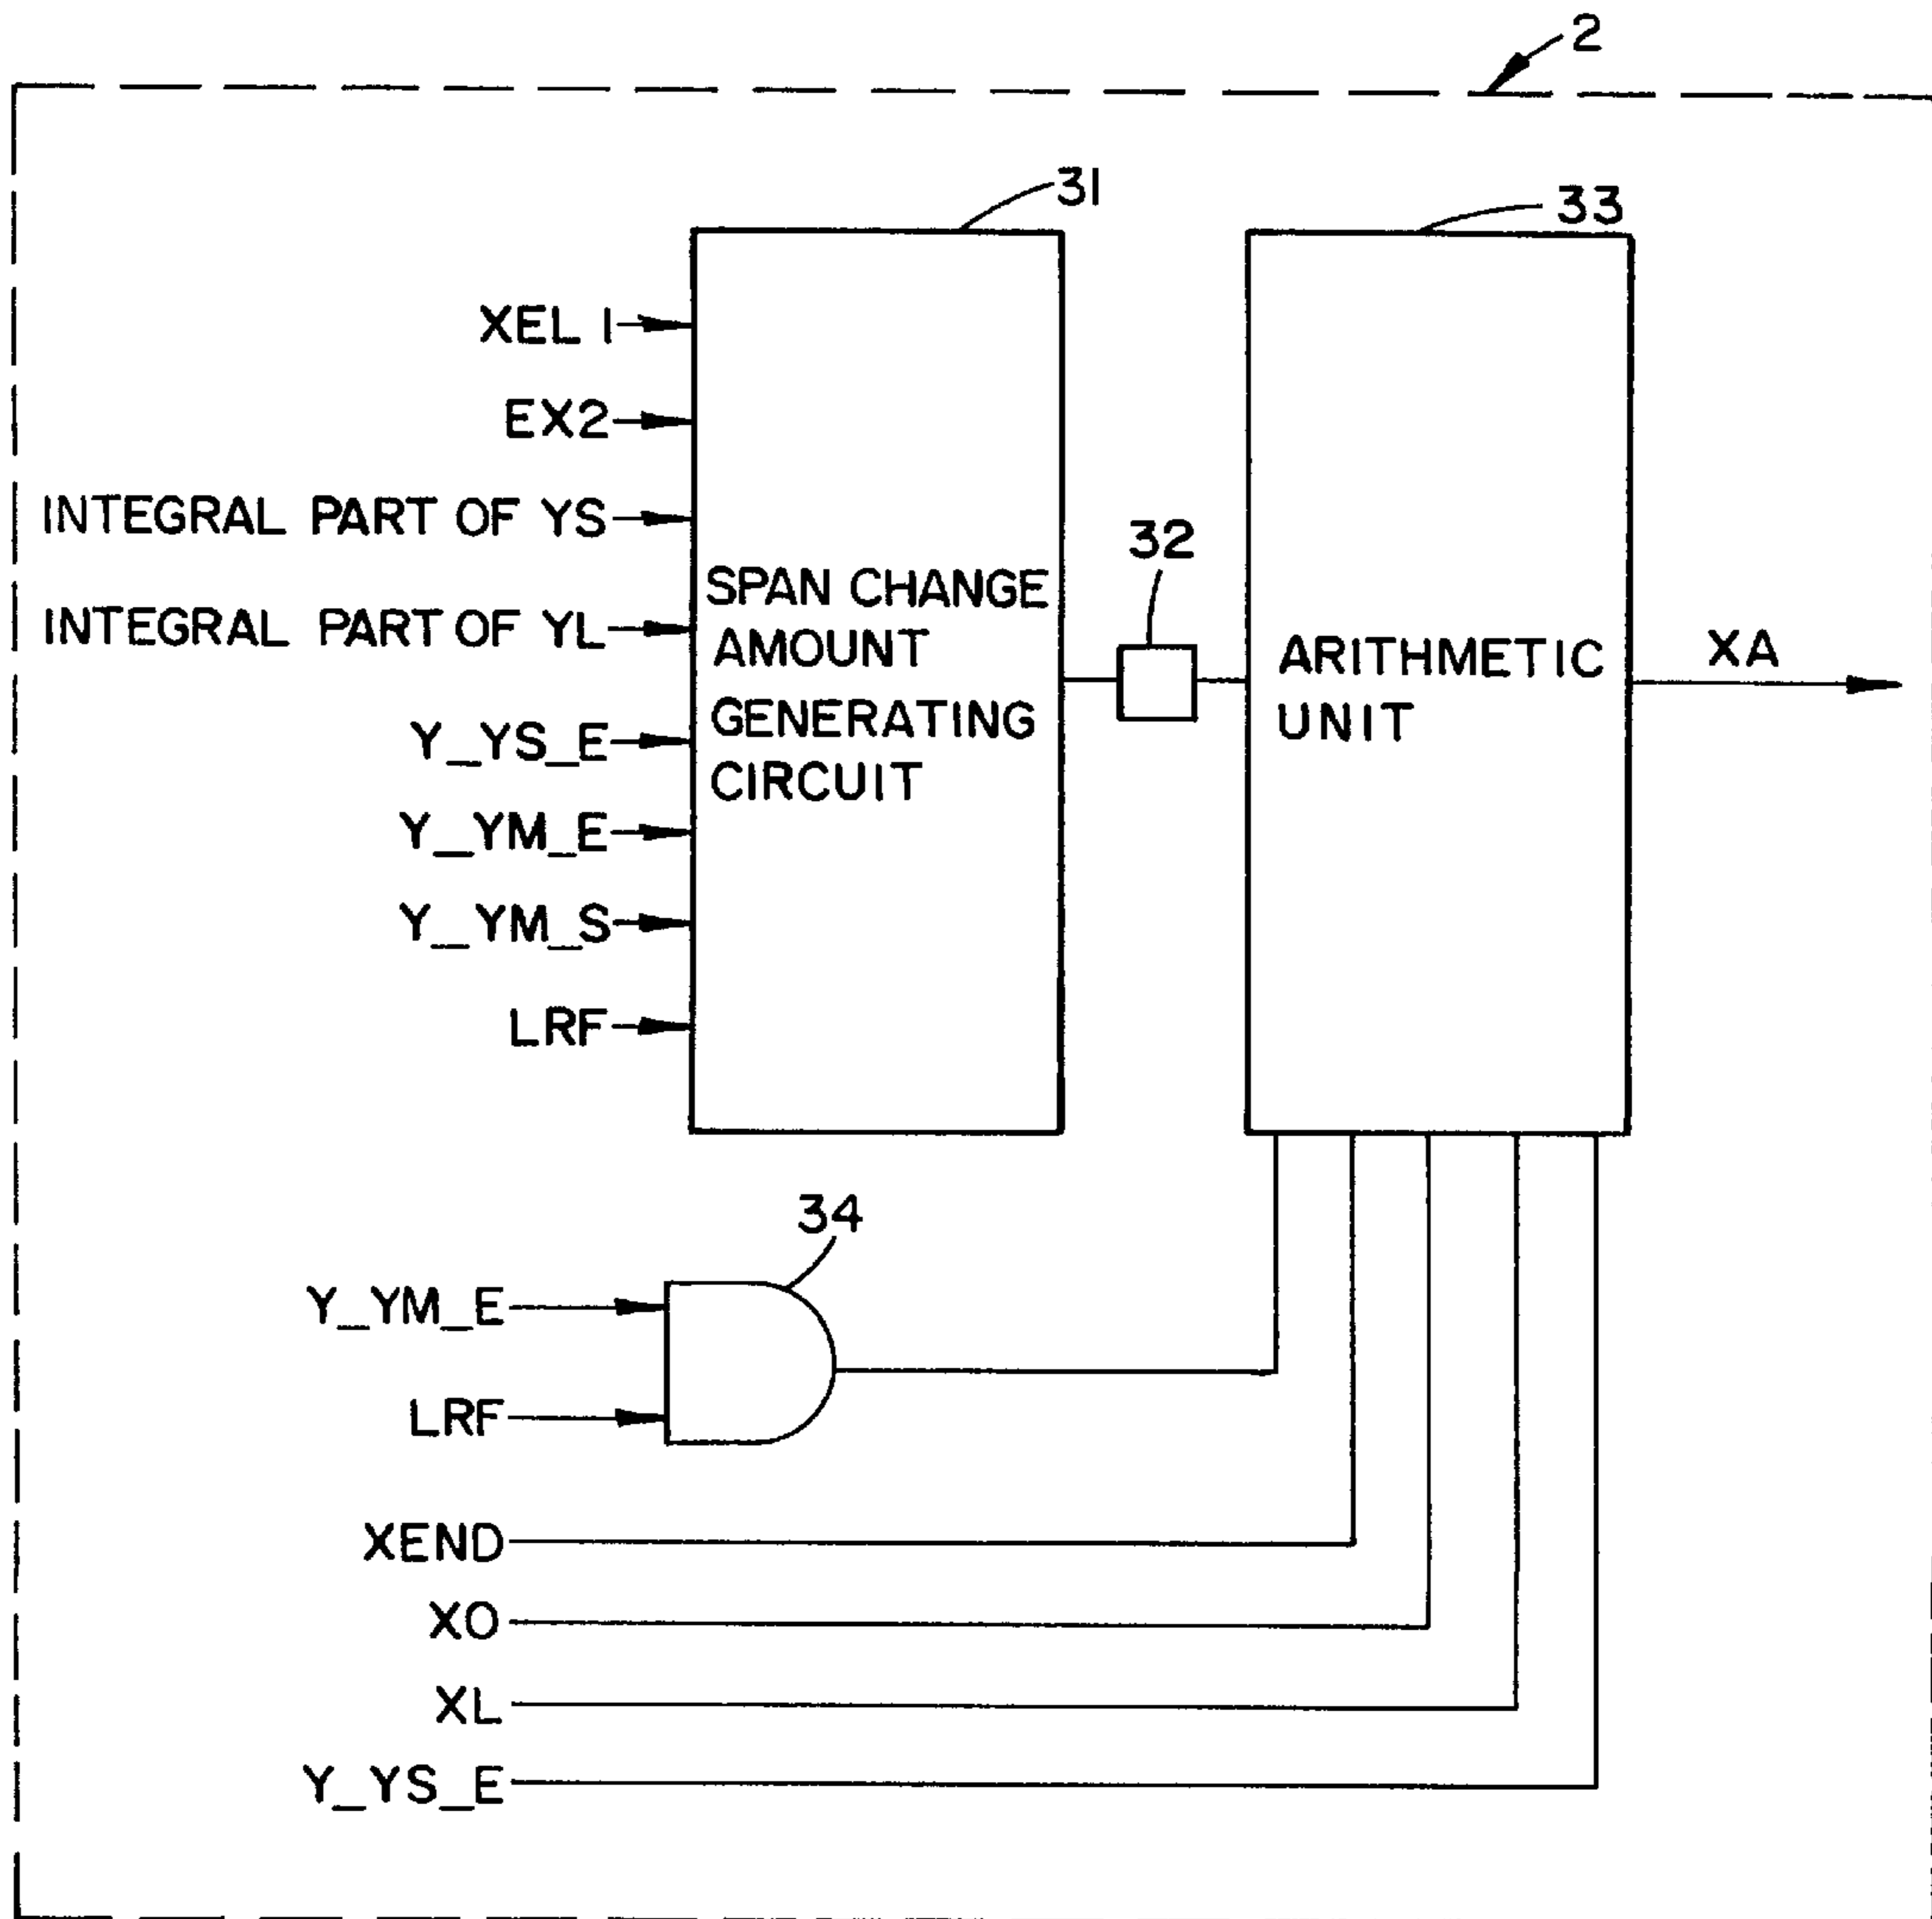 2
31
33
XEL 1
EX2
INTEGRAL PART OF YS
32
SPAN CHANGE
AMOUNT
GENERATING
CIRCUIT
INTEGRAL PART OF YL
ARITHMETIC
UNIT
XA
Y_YS_E
Y_YM_E
Y_YM_S
LRF
34
Y_YM_E
LRF
XEND
XO
XL
Y_YS_E